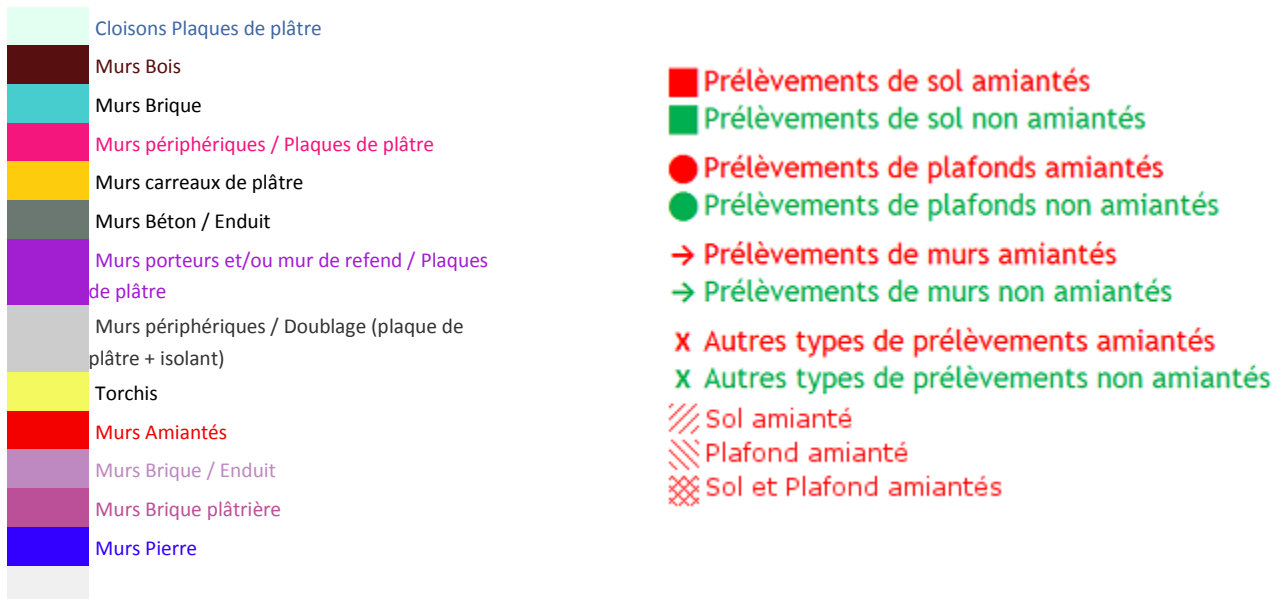 Cloisons Plaques de plâtre
Murs Bois
Murs Brique
Murs périphériques / Plaques de plâtre
Murs carreaux de plâtre
Murs Béton / Enduit
Murs porteurs et/ou mur de refend / Plaques
de plâtre
Murs périphériques / Doublage (plaque de
plâtre + isolant)
Torchis
Murs Amiantés
Murs Brique / Enduit
Murs Brique plâtrière
Murs Pierre
Prélèvements de sol amiantés
Prélèvements de sol non amiantés
Prélèvements de plafonds amiantés
Prélèvements de plafonds non amiantés
→ Prélèvements de murs amiantés
→ Prélèvements de murs non amiantés
x Autres types de prélèvements amiantés
x Autres types de prélèvements non amiantés
Sol amianté
Plafond amianté
Sol et Plafond amiantés